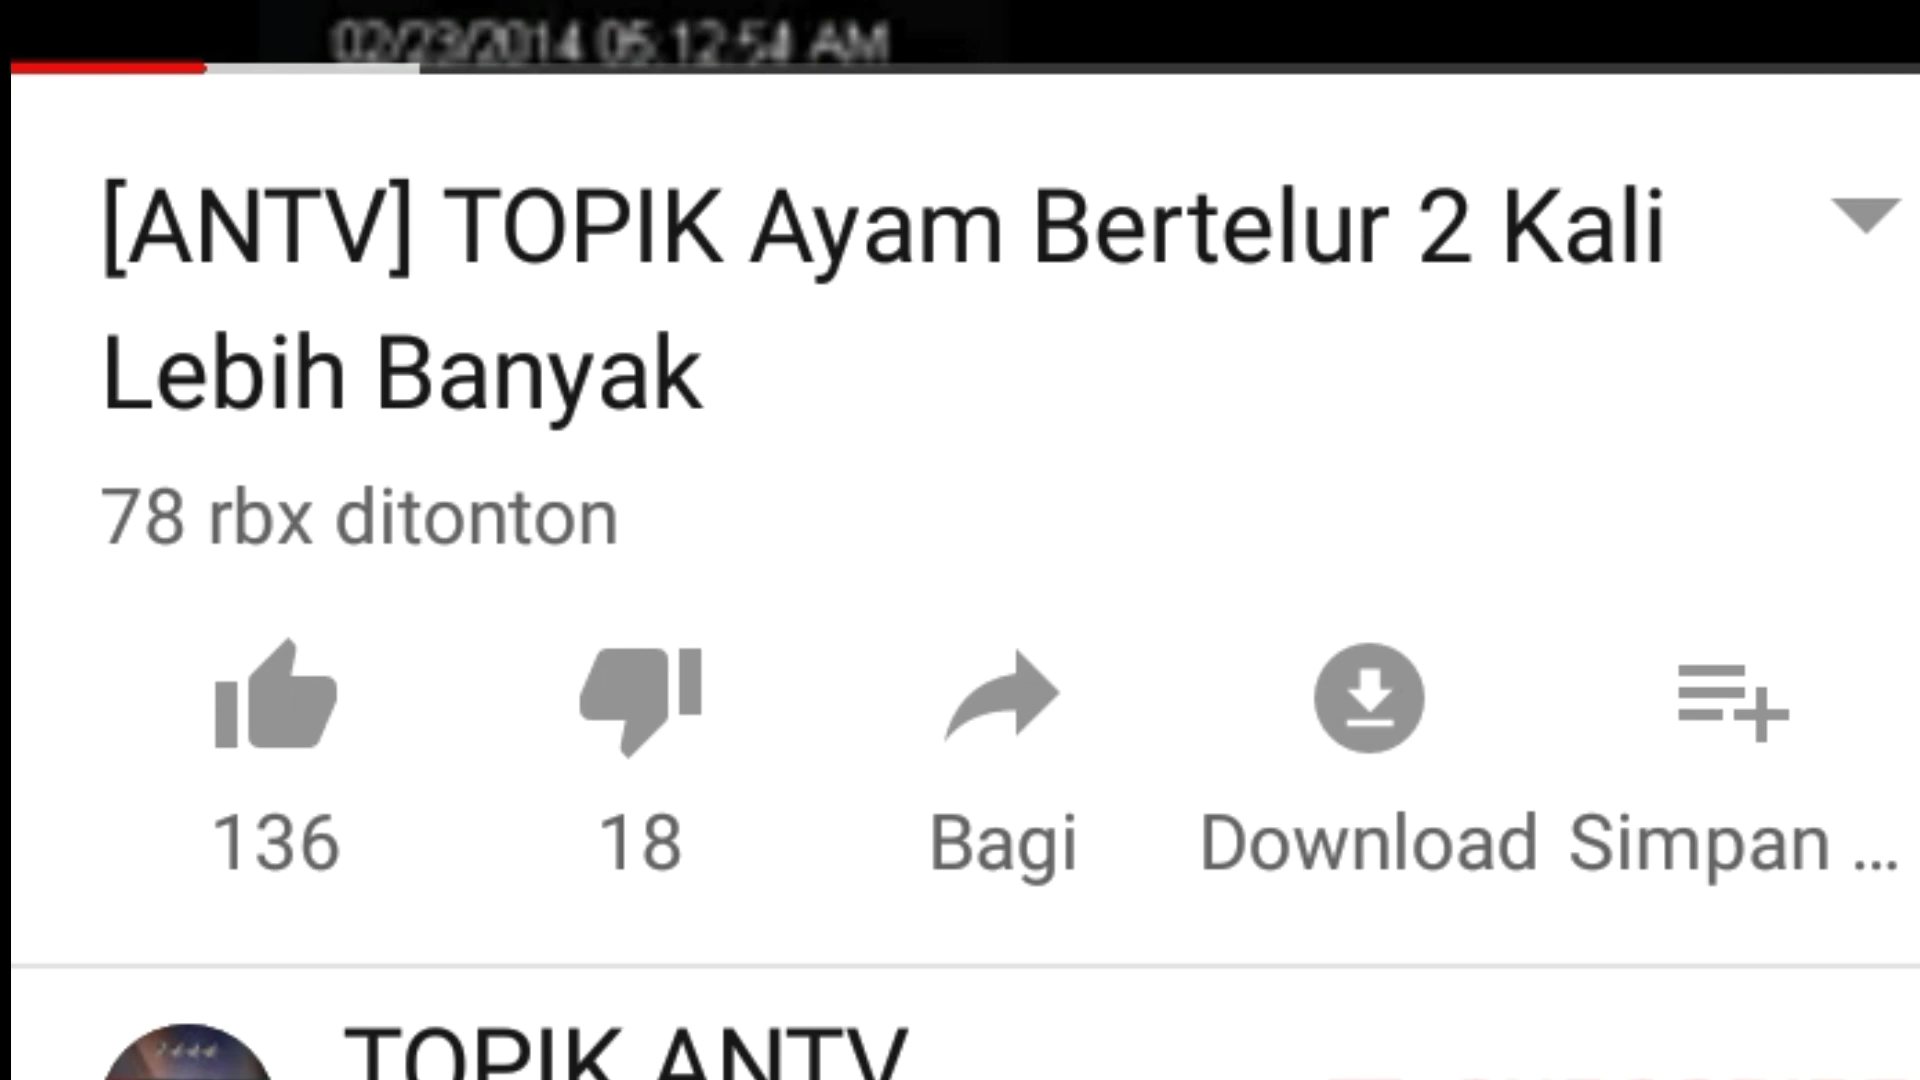 02/23/2014 05:12:54 AM
[ANTV] TOPIK Ayam Bertelur 2 Kali
Lebih Banyak
78 rbx ditonton
136
18
Bagi
Download
Simpan ...
TOPIK ANTV